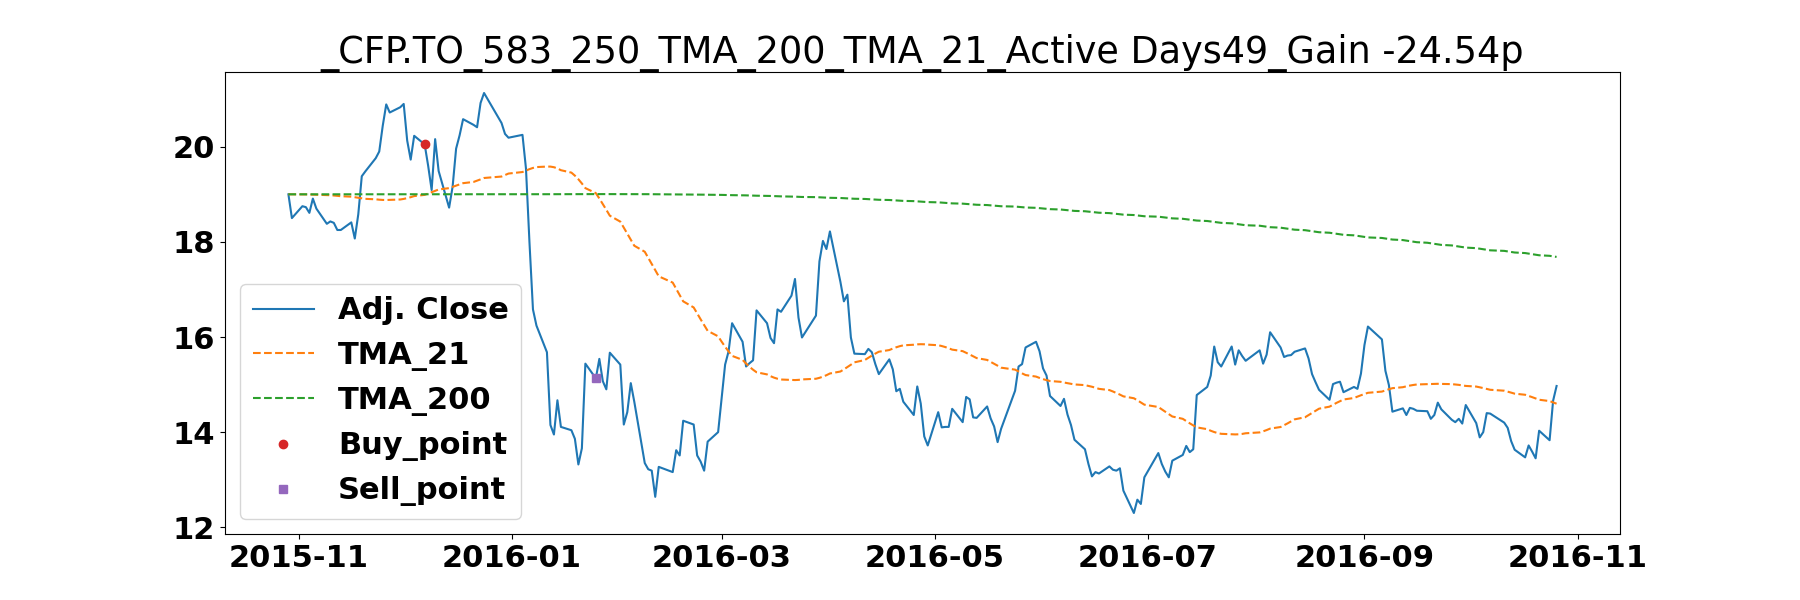 _CFP.TO_583_250_TMA_200_TMA_21_Active Days49_Gain -24.54p
20
18
16
14
12
Adj. Close
TMA_21
TMA_200
Buy_point
Sell_point
2015-11 2016-01 2016-03 2016-05 2016-07 2016-09 2016-11